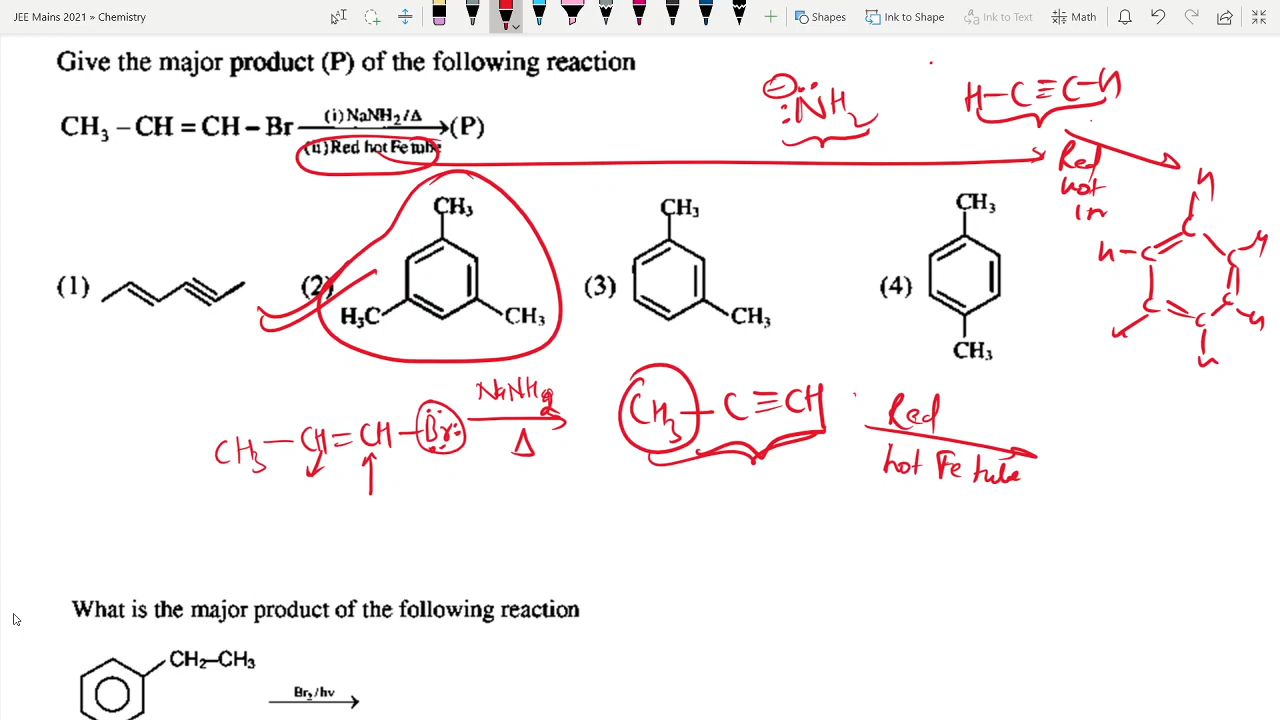 JEE Mains 2021 » Chemistry
Shapes
Ink to Shape
Ink to Text
Math
Give the major product (P) of the following reaction
CH₃ – CH = CH – Br (i) NaNH₂/Δ (ii) Red hot Fe tube (P)
⊖ :N̈H₂
H–C≡C–H
Red hot
(1)
(2) CH₃ H₃C CH₃
(3) CH₃ CH₃
(4) CH₃ CH₃
H
H–C C C C C C H H H
CH₃ – CH = CH – Br NaNH₂ Δ CH₃ – C ≡ CH Red hot Fe tube
What is the major product of the following reaction
CH₂–CH₃
Br₂/hν